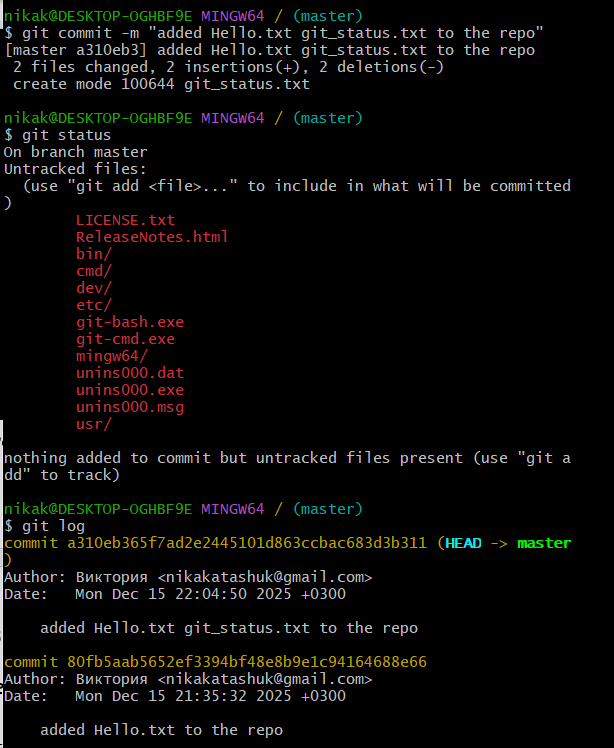 nikak@DESKTOP-OGHBF9E MINGW64 / (master)
$ git commit -m "added Hello.txt git_status.txt to the repo"
[master a310eb3] added Hello.txt git_status.txt to the repo
 2 files changed, 2 insertions(+), 2 deletions(-)
 create mode 100644 git_status.txt

nikak@DESKTOP-OGHBF9E MINGW64 / (master)
$ git status
On branch master
Untracked files:
  (use "git add <file>..." to include in what will be committed
)
        LICENSE.txt
        ReleaseNotes.html
        bin/
        cmd/
        dev/
        etc/
        git-bash.exe
        git-cmd.exe
        mingw64/
        unins000.dat
        unins000.exe
        unins000.msg
        usr/

nothing added to commit but untracked files present (use "git a
dd" to track)

nikak@DESKTOP-OGHBF9E MINGW64 / (master)
$ git log
commit a310eb365f7ad2e2445101d863ccbac683d3b311 (HEAD -> master
)
Author: Виктория <nikakatashuk@gmail.com>
Date:   Mon Dec 15 22:04:50 2025 +0300

    added Hello.txt git_status.txt to the repo

commit 80fb5aab5652ef3394bf48e8b9e1c94164688e66
Author: Виктория <nikakatashuk@gmail.com>
Date:   Mon Dec 15 21:35:32 2025 +0300

    added Hello.txt to the repo